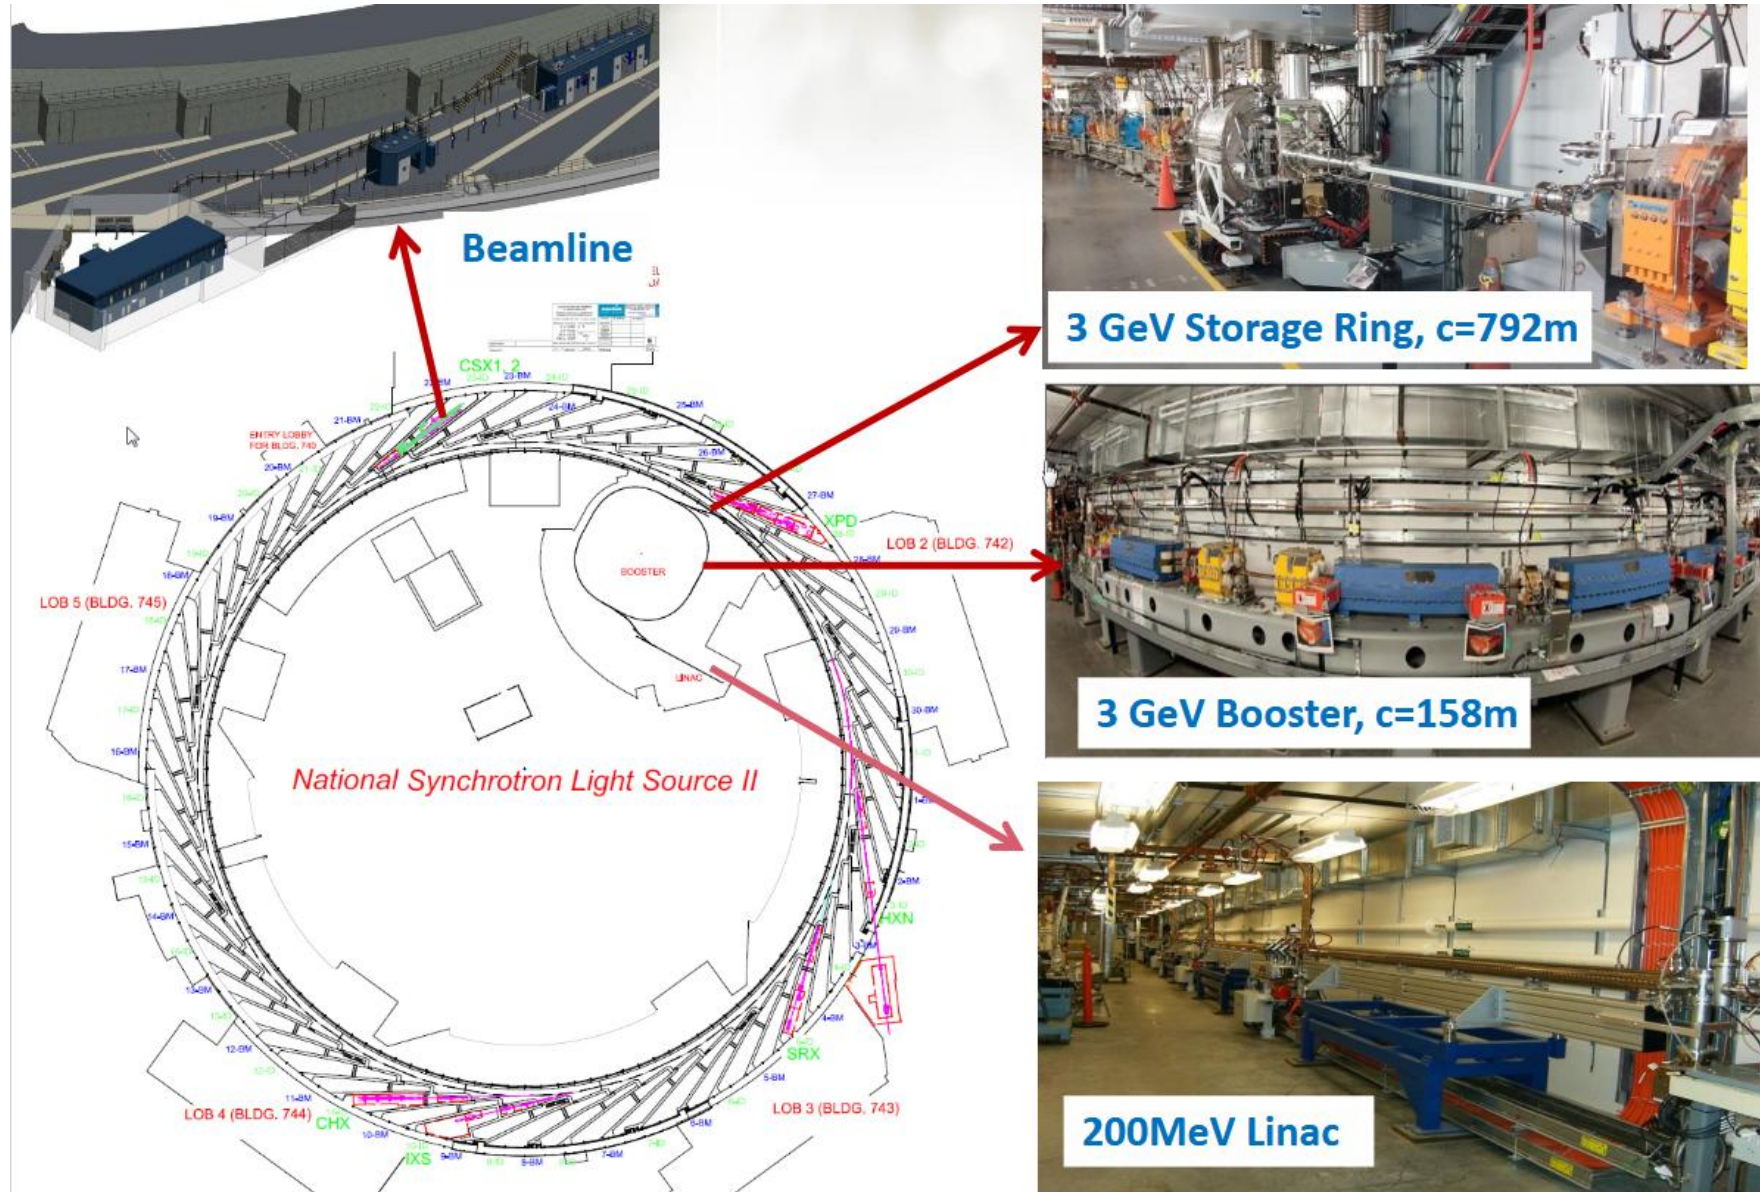 Beamline
3 GeV Storage Ring, c=792m
3 GeV Booster, c=158m
200MeV Linac
National Synchrotron Light Source II
CSX1, 2
23-BM
24-BM
25-BM
26-BM
27-BM
XPD
LOB 2 (BLDG. 742)
21-BM
ENTRY LOBBY
FOR BLDG. 740
20-BM
19-BM
18-BM
LOB 5 (BLDG. 745)
17-BM
16-BM
15-BM
14-BM
13-BM
12-BM
11-BM
LOB 4 (BLDG. 744)
CHX
10-BM
IXS
9-BM
8-BM
7-BM
6-BM
5-BM
LOB 3 (BLDG. 743)
SRX
4-BM
3-BM
HXN
2-BM
1-BM
30-BM
29-BM
28-BM
BOOSTER
LINAC